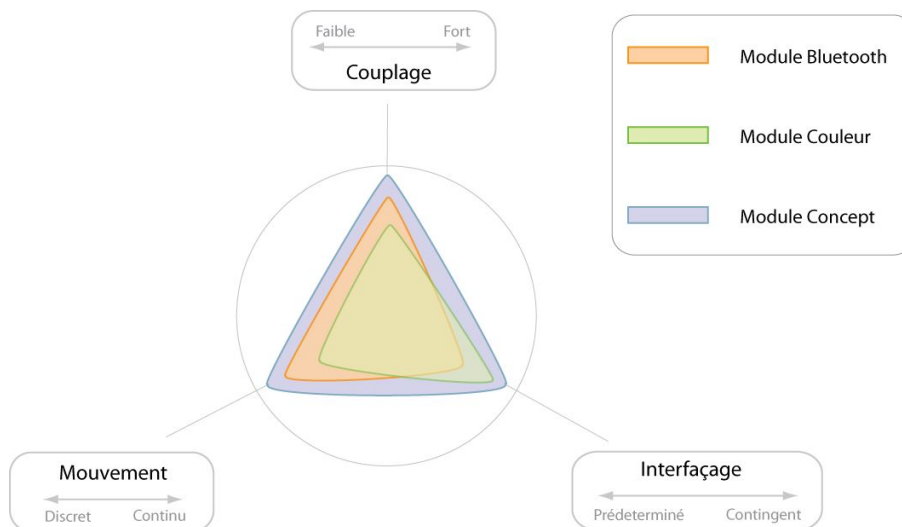 Faible Fort
Couplage
Module Bluetooth
Module Couleur
Module Concept
Mouvement
Discret Continu
Interfaçage
Prédeterminé Contingent